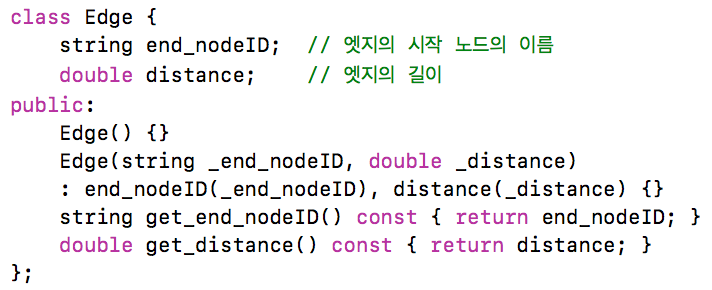 class Edge {
    string end_nodeID;  // 엣지의 시작 노드의 이름
    double distance;    // 엣지의 길이
public:
    Edge() {}
    Edge(string _end_nodeID, double _distance)
    : end_nodeID(_end_nodeID), distance(_distance) {}
    string get_end_nodeID() const { return end_nodeID; }
    double get_distance() const { return distance; }
};